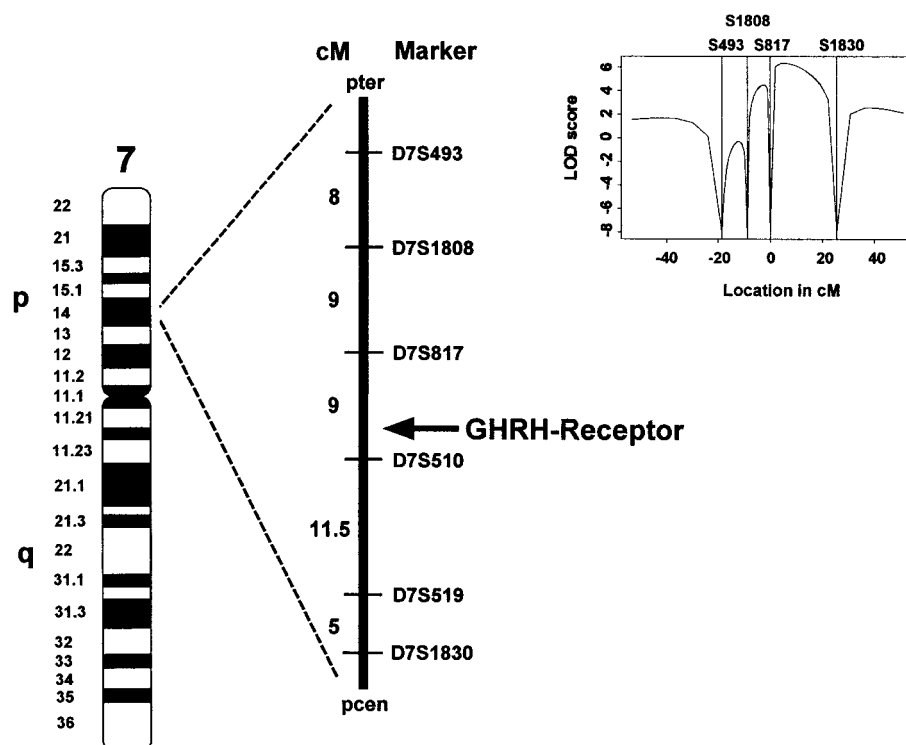 7
p
q
22
21
15.3
15.1
14
13
12
11.2
11.1
11.21
11.23
21.1
21.3
22
31.1
31.3
32
33
34
35
36
cM Marker
pter
D7S493
8
D7S1808
9
D7S817
9
GHRH-Receptor
D7S510
11.5
D7S519
5
D7S1830
pcen
S1808
S493 S817 S1830
LOD score
6
4
2
0
-2
-4
-6
-8
-40 -20 0 20 40
Location in cM